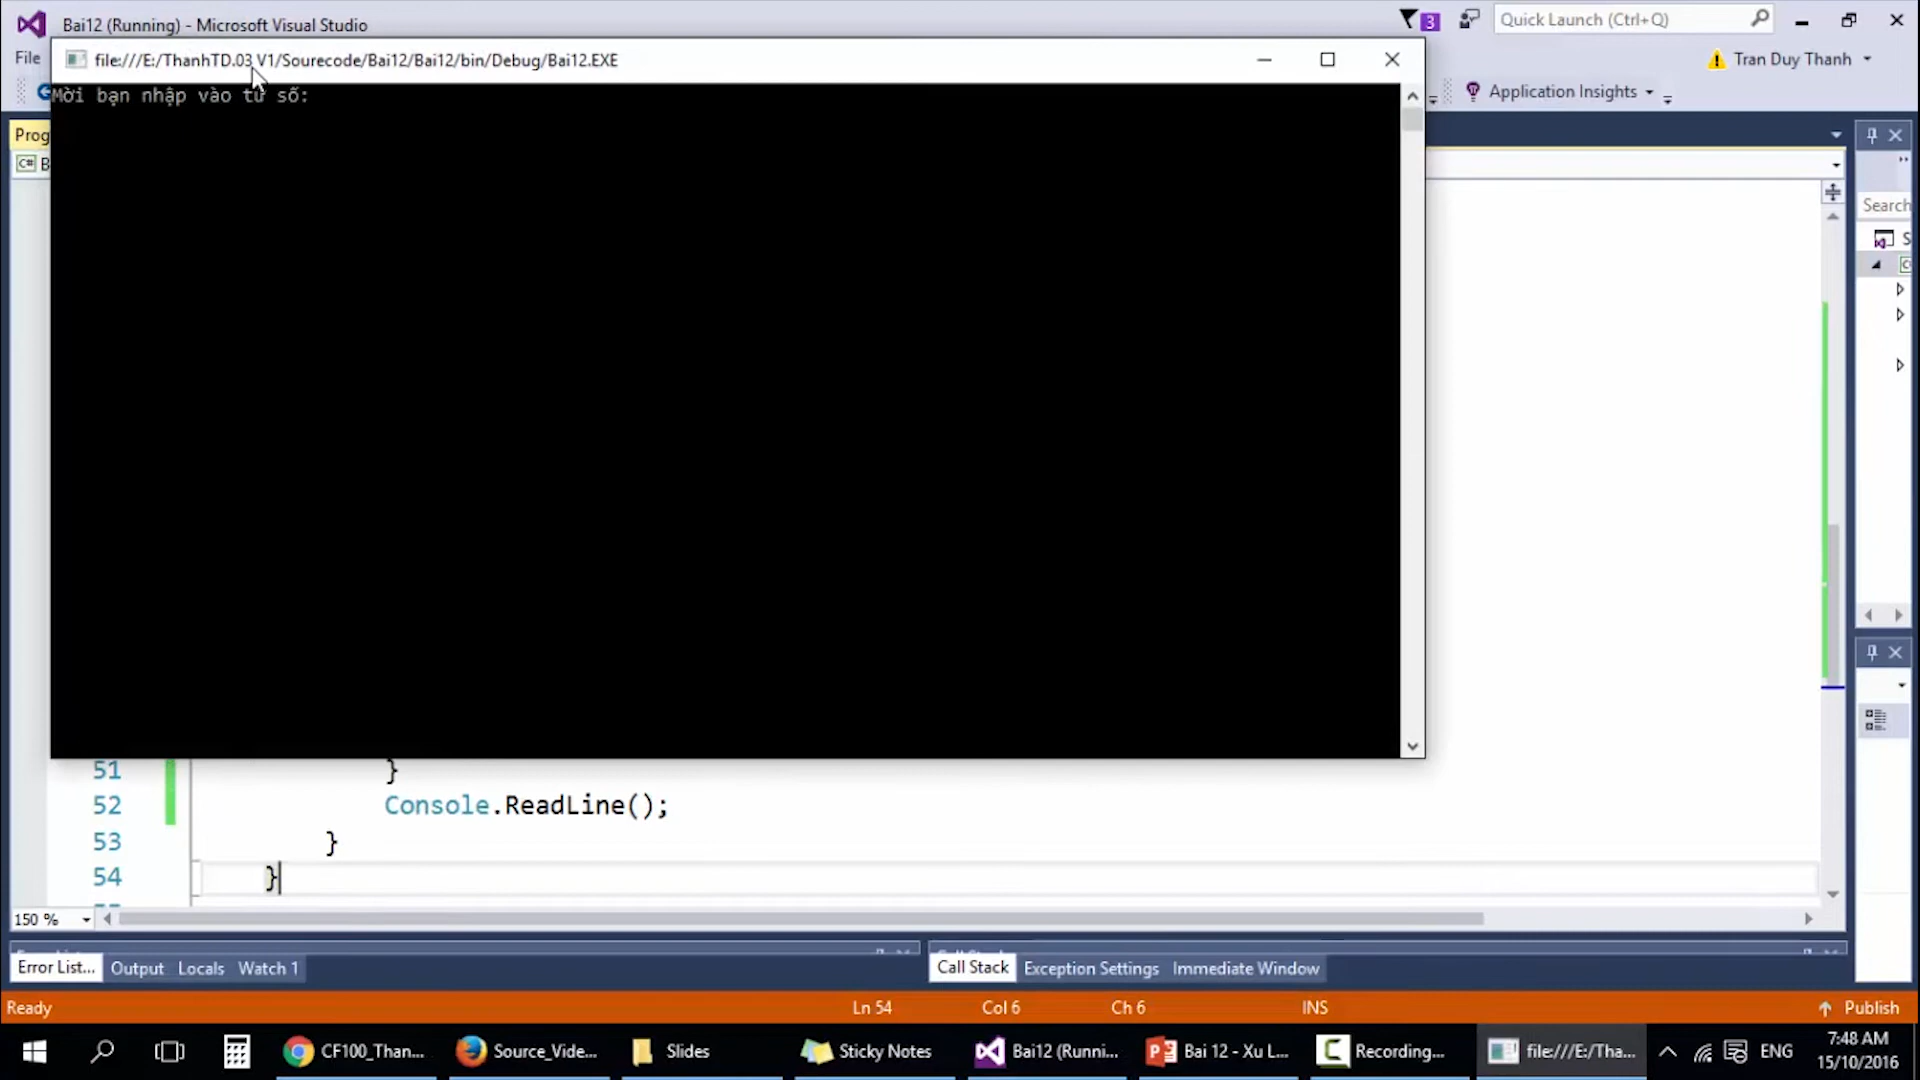 Bai12 (Running) - Microsoft Visual Studio
3
Quick Launch (Ctrl+Q)
File
file:///E:/ThanhTD.03 V1/Sourecode/Bai12/Bai12/bin/Debug/Bai12.EXE
Tran Duy Thanh
Mời bạn nhập vào tử số:
Application Insights
Prog
C# B
Search
S
51 }
52 Console.ReadLine();
53 }
54 }
150 %
Error List... Output Locals Watch 1
Call Stack Exception Settings Immediate Window
Ready Ln 54 Col 6 Ch 6 INS Publish
CF100_Than... Source_Vide... Slides Sticky Notes Bai12 (Runni... Bai 12 - Xu L... Recording... file:///E:/Tha... ENG
7:48 AM
15/10/2016